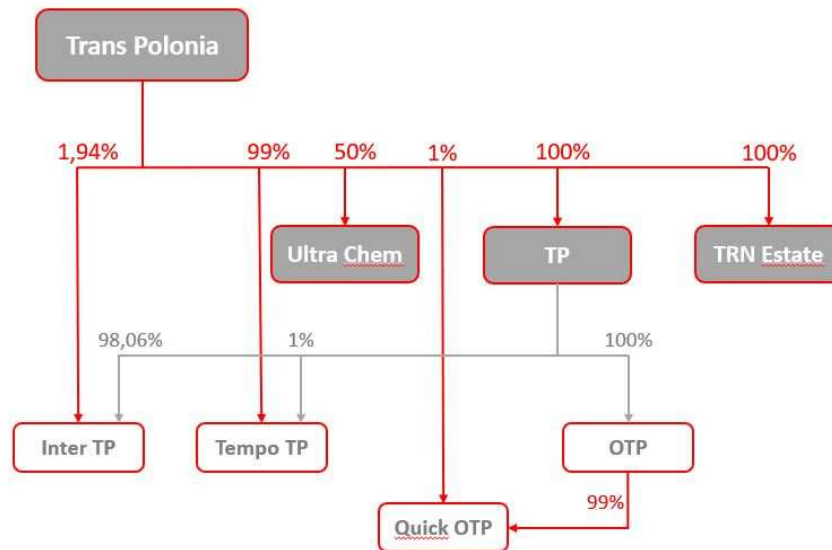 Trans Polonia
1,94%
99%
50%
1%
100%
100%
Ultra Chem
TP
TRN Estate
98,06%
1%
100%
Inter TP
Tempo TP
OTP
99%
Quick OTP